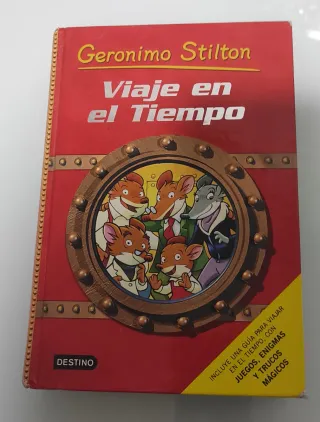 Geronimo Stilton
Viaje en
el Tiempo
INCLUYE UNA GUÍA PARA VIAJAR
EN EL TIEMPO, CON
JUEGOS, ENIGMAS
Y TRUCOS
MÁGICOS
DESTINO